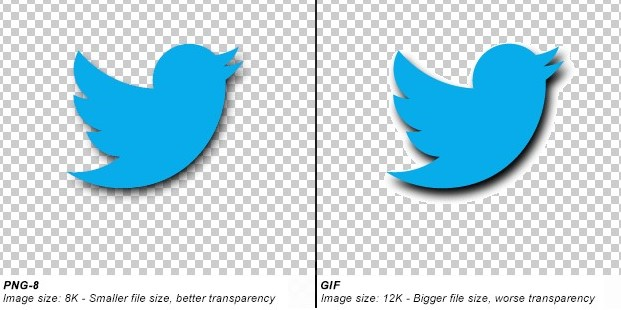 PNG-8
Image size: 8K - Smaller file size, better transparency
GIF
Image size: 12K - Bigger file size, worse transparency